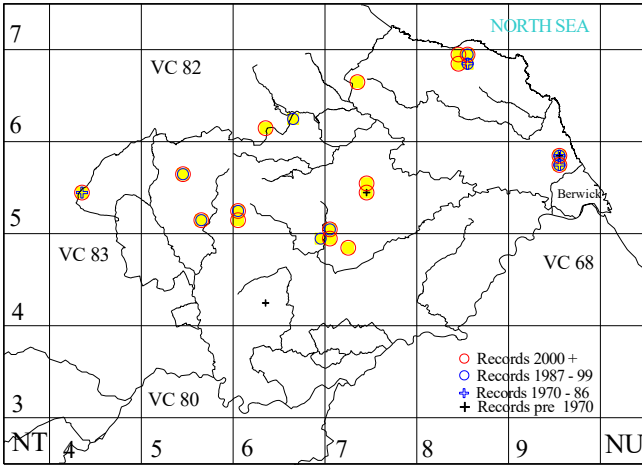 NORTH SEA
7
VC 82
6
Berwick
5
VC 83
VC 68
4
Records 2000 +
Records 1987 - 99
Records 1970 - 86
Records pre 1970
VC 80
3
NT 4 5 6 7 8 9 NU